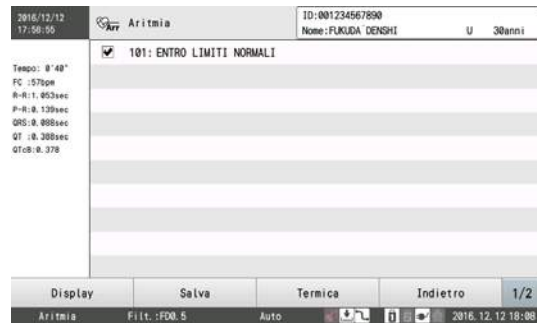 2016/12/12
17:58:55
Arr Aritmia
ID:001234567890
Nome:FUKUDA DENSHI U 30anni
101: ENTRO LIMITI NORMALI
Tempo: 0'40"
FC :57bpm
R-R:1.053sec
P-R:0.139sec
QRS:0.088sec
QT :0.388sec
QTcB:0.378
Display Salva Termica Indietro 1/2
Aritmia Filt.:FD0.5 Auto 2016.12.12 18:08